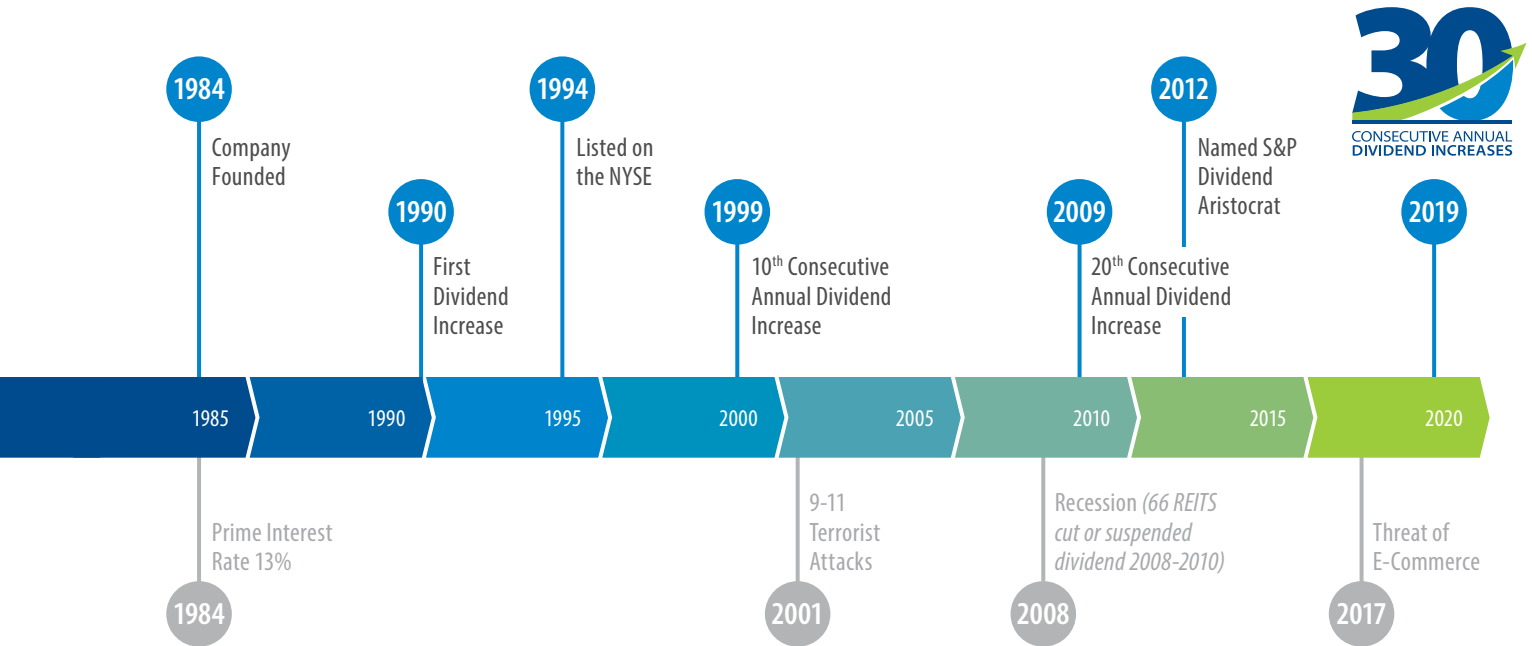 30
CONSECUTIVE ANNUAL
DIVIDEND INCREASES
1984
Company
Founded
1990
First
Dividend
Increase
1994
Listed on
the NYSE
1999
10th Consecutive
Annual Dividend
Increase
2009
20th Consecutive
Annual Dividend
Increase
2012
Named S&P
Dividend
Aristocrat
2019
1985
1990
1995
2000
2005
2010
2015
2020
Prime Interest
Rate 13%
1984
9-11
Terrorist
Attacks
2001
Recession (66 REITS
cut or suspended
dividend 2008-2010)
2008
Threat of
E-Commerce
2017